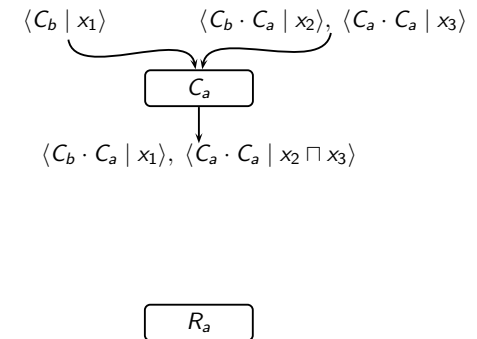 ⟨C_b | x_1⟩ ⟨C_b · C_a | x_2⟩, ⟨C_a · C_a | x_3⟩
C_a
⟨C_b · C_a | x_1⟩, ⟨C_a · C_a | x_2 ⊓ x_3⟩
R_a